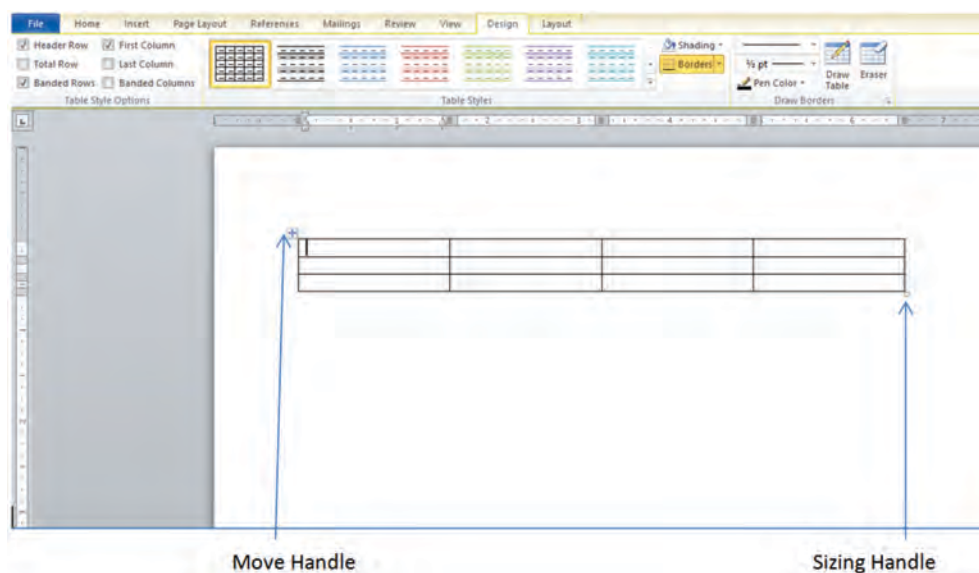 File Home Insert Page Layout References Mailings Review View Design Layout
Header Row First Column
Total Row Last Column
Banded Rows Banded Columns
Table Style Options
Table Styles
Shading
Borders
½ pt
Pen Color
Draw Table
Eraser
Draw Borders
L
Move Handle
Sizing Handle